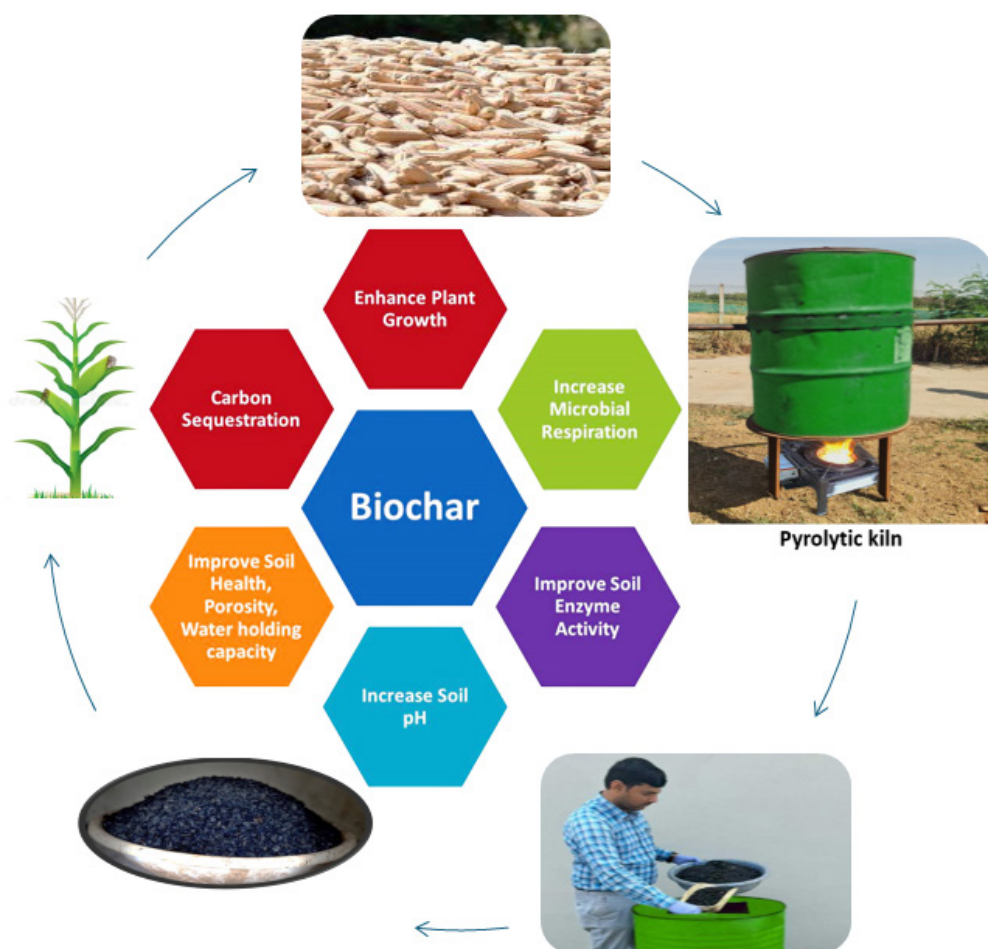 Enhance Plant
Growth
Carbon
Sequestration
Increase
Microbial
Respiration
Biochar
Pyrolytic kiln
Improve Soil
Health,
Porosity,
Water holding
capacity
Improve Soil
Enzyme
Activity
Increase Soil
pH